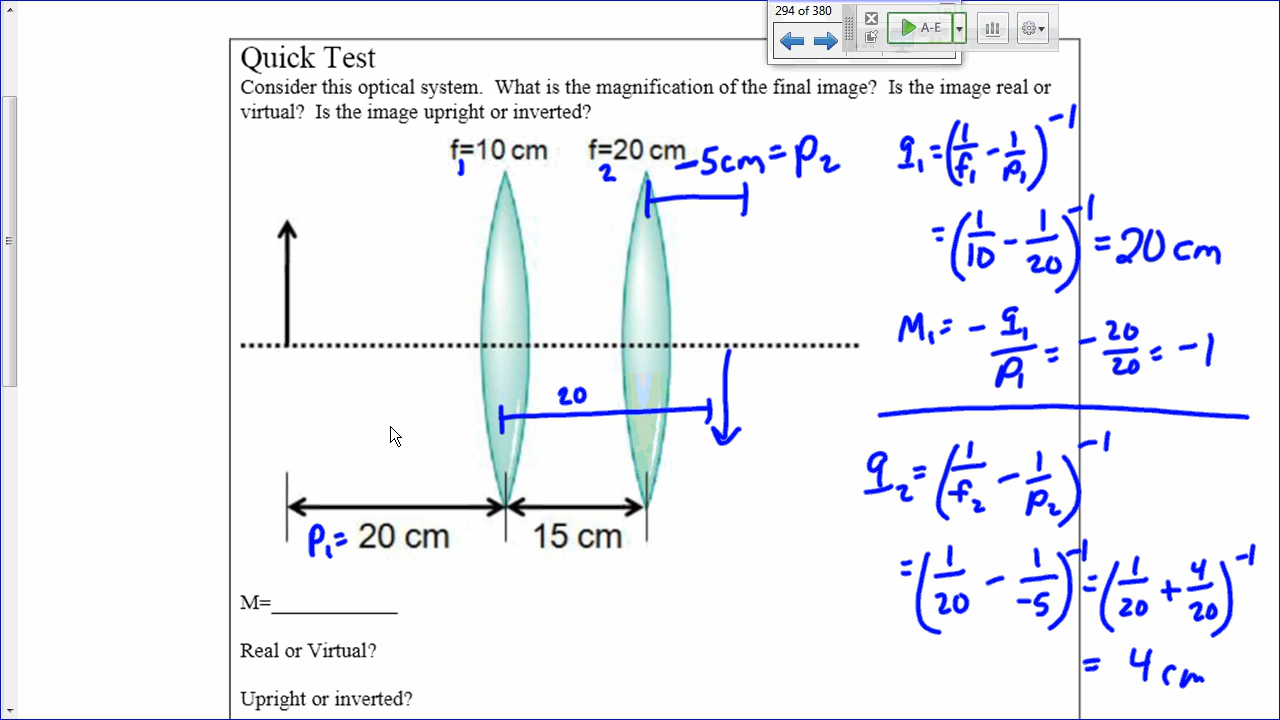 294 of 380
A-E
Quick Test
Consider this optical system. What is the magnification of the final image? Is the image real or
virtual? Is the image upright or inverted?
f₁=10 cm
f₂=20 cm
-5cm = p₂
20
p₁= 20 cm
15 cm
M=___________
Real or Virtual?
Upright or inverted?
q₁ = (1/f₁ - 1/p₁)⁻¹
= (1/10 - 1/20)⁻¹ = 20 cm
M₁ = - q₁/p₁ = - 20/20 = -1
q₂ = (1/f₂ - 1/p₂)⁻¹
= (1/20 - 1/-5)⁻¹ = (1/20 + 4/20)⁻¹
= 4 cm